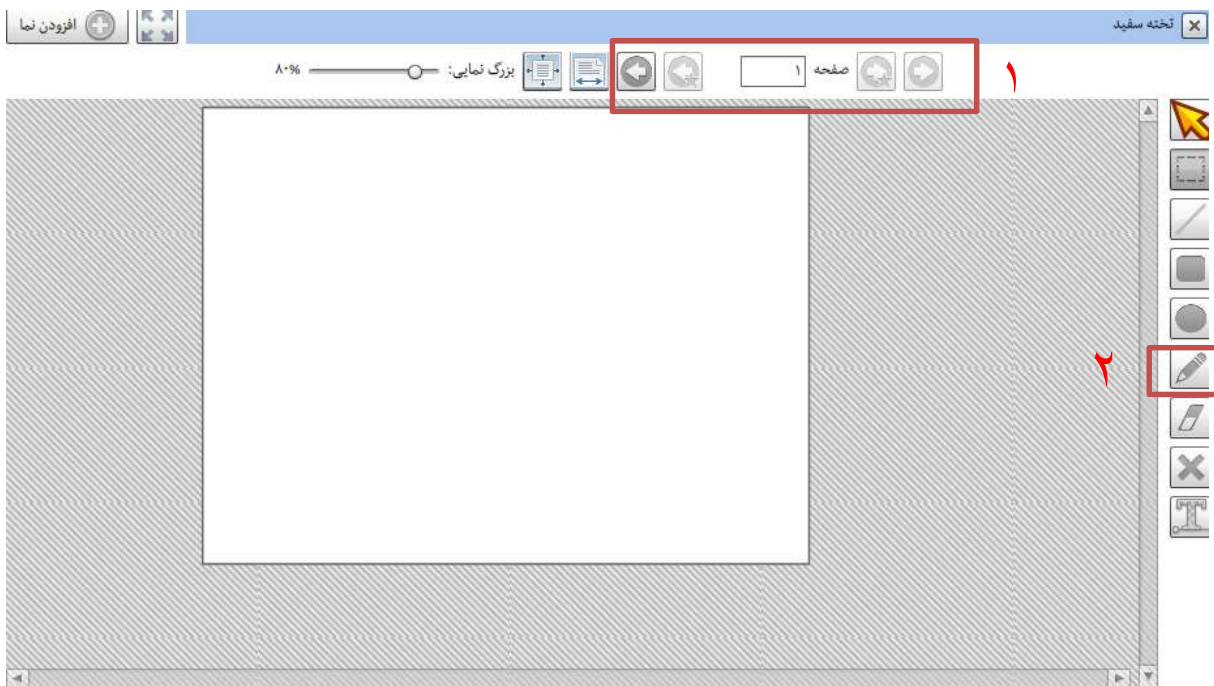 تخته سفید
افزودن نما
صفحه ۱
بزرگ نمایی: ۸۰%
۱
۲